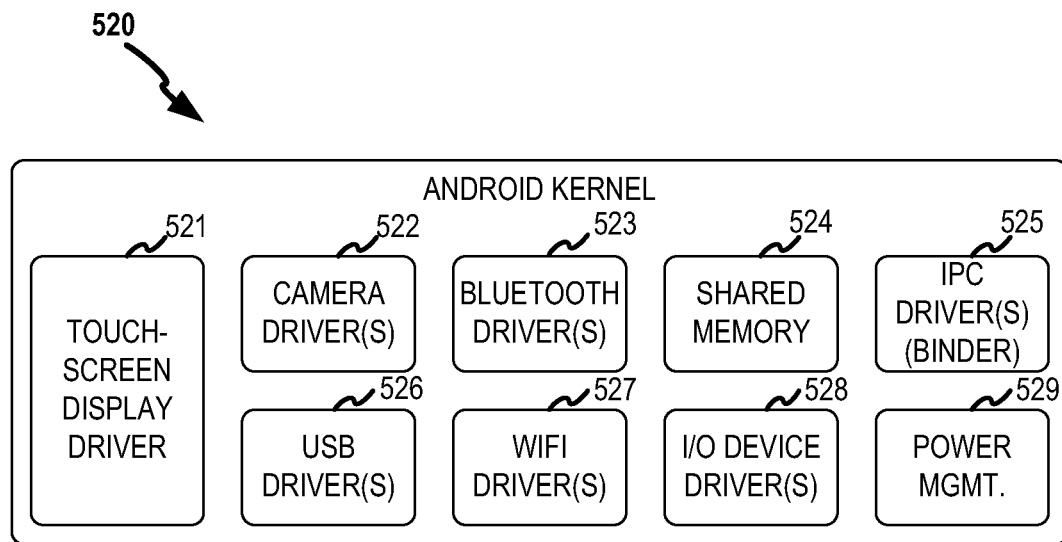 520
ANDROID KERNEL
521
TOUCH-
SCREEN
DISPLAY
DRIVER
522
CAMERA
DRIVER(S)
523
BLUETOOTH
DRIVER(S)
524
SHARED
MEMORY
525
IPC
DRIVER(S)
(BINDER)
526
USB
DRIVER(S)
527
WIFI
DRIVER(S)
528
I/O DEVICE
DRIVER(S)
529
POWER
MGMT.